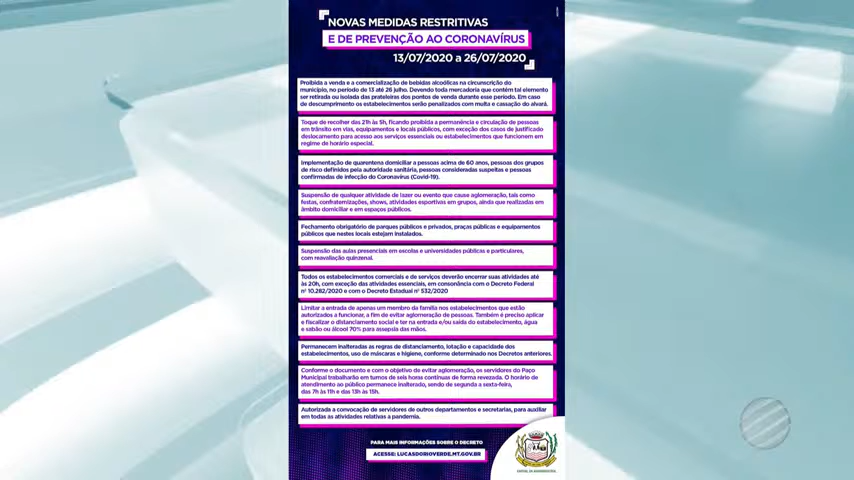 NOVAS MEDIDAS RESTRITIVAS
E DE PREVENÇÃO AO CORONAVÍRUS
13/07/2020 a 26/07/2020
Proibida a venda e a comercialização de bebidas alcoólicas na circunscrição do
município, no período de 13 até 26 julho. Devendo toda mercadoria que contém tal elemento
ser retirada ou isolada das prateleiras dos pontos de venda durante esse período. Em caso
de descumprimento os estabelecimentos serão penalizados com multa e cassação do alvará.
Toque de recolher das 21h às 5h, ficando proibida a permanência e circulação de pessoas
em trânsito em vias, equipamentos e locais públicos, com exceção dos casos de justificado
deslocamento para acesso aos serviços essenciais ou estabelecimentos que funcionem em
regime de horário especial.
Implementação de quarentena domiciliar a pessoas acima de 60 anos, pessoas dos grupos
de risco definidos pela autoridade sanitária, pessoas consideradas suspeitas e pessoas
confirmadas de infecção do Coronavírus (Covid-19).
Suspensão de qualquer atividade de lazer ou evento que cause aglomeração, tais como
festas, confraternizações, shows, atividades esportivas em grupos, ainda que realizadas em
âmbito domiciliar e em espaços públicos.
Fechamento obrigatório de parques públicos e privados, praças públicas e equipamentos
públicos que nestes locais estejam instalados.
Suspensão das aulas presenciais em escolas e universidades públicas e particulares,
com reavaliação quinzenal.
Todos os estabelecimentos comerciais e de serviços deverão encerrar suas atividades até
às 20h, com exceção das atividades essenciais, em consonância com o Decreto Federal
nº 10.282/2020 e com o Decreto Estadual nº 532/2020
Limitar a entrada de apenas um membro da família nos estabelecimentos que estão
autorizados a funcionar, a fim de evitar aglomeração de pessoas. Também é preciso aplicar
e fiscalizar o distanciamento social e ter na entrada e/ou saída do estabelecimento, água
e sabão ou álcool 70% para assepsia das mãos.
Permanecem inalteradas as regras de distanciamento, lotação e capacidade dos
estabelecimentos, uso de máscaras e higiene, conforme determinado nos Decretos anteriores.
Conforme o documento e com o objetivo de evitar aglomeração, os servidores do Paço
Municipal trabalharão em turnos de seis horas contínuas de forma revezada. O horário de
atendimento ao público permanece inalterado, sendo de segunda a sexta-feira,
das 7h às 11h e das 13h às 15h.
Autorizada a convocação de servidores de outros departamentos e secretarias, para auxiliar
em todas as atividades relativas a pandemia.
PARA MAIS INFORMAÇÕES SOBRE O DECRETO
ACESSE: LUCASDORIOVERDE.MT.GOV.BR